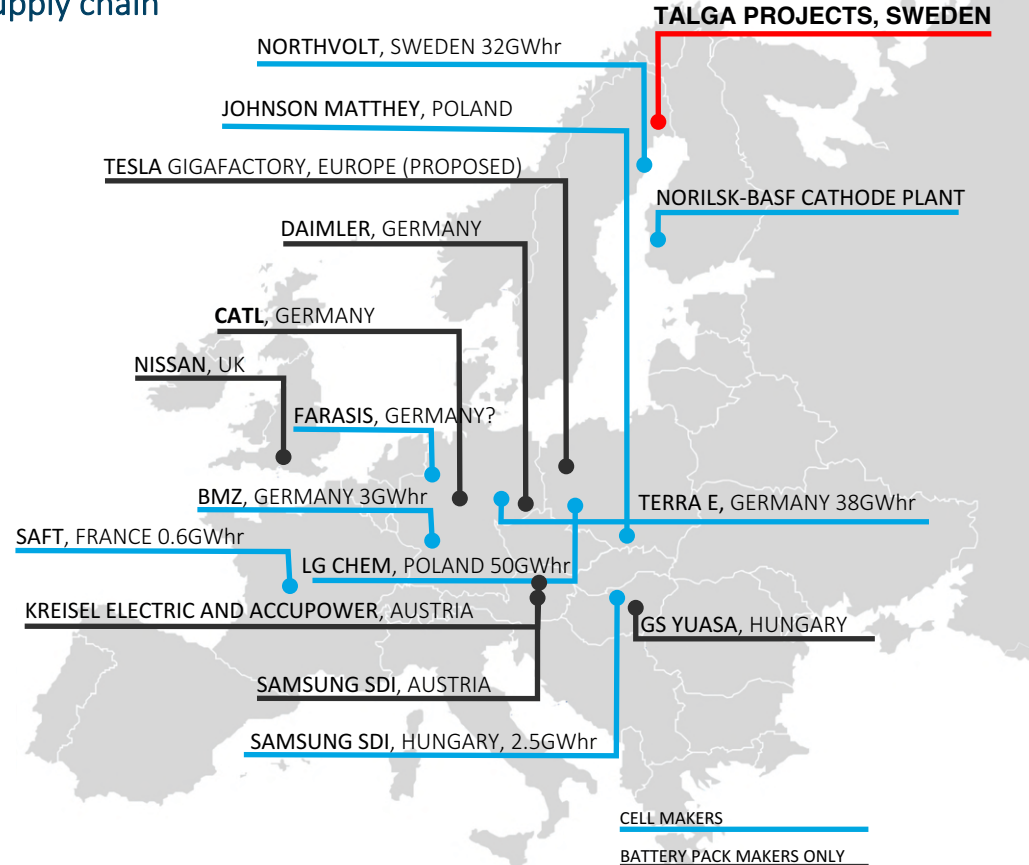 upply chain
TALGA PROJECTS, SWEDEN
NORTHVOLT, SWEDEN 32GWhr
JOHNSON MATTHEY, POLAND
TESLA GIGAFACTORY, EUROPE (PROPOSED)
NORILSK-BASF CATHODE PLANT
DAIMLER, GERMANY
CATL, GERMANY
NISSAN, UK
FARASIS, GERMANY?
BMZ, GERMANY 3GWhr
TERRA E, GERMANY 38GWhr
SAFT, FRANCE 0.6GWhr
LG CHEM, POLAND 50GWhr
KREISEL ELECTRIC AND ACCUPOWER, AUSTRIA
GS YUASA, HUNGARY
SAMSUNG SDI, AUSTRIA
SAMSUNG SDI, HUNGARY, 2.5GWhr
CELL MAKERS
BATTERY PACK MAKERS ONLY